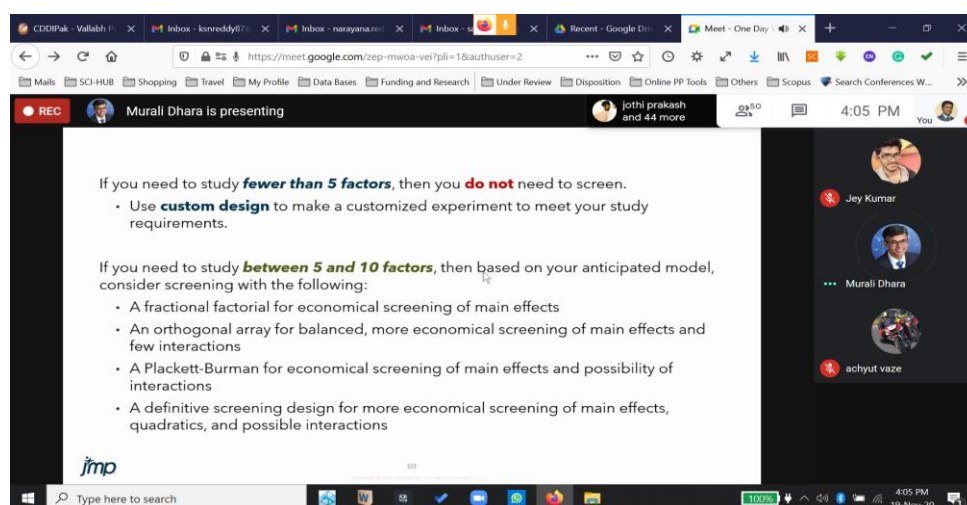 CDDIPak - Vallabh Pr
Inbox - ksnreddy87@
Inbox - narayana.red
Inbox - sa
Recent - Google Driv
Meet - One Day
https://meet.google.com/zep-mwoa-vei?pli=1&authuser=2
Mails SCI-HUB Shopping Travel My Profile Data Bases Funding and Research Under Review Disposition Online PP Tools Others Scopus Search Conferences W...
REC
Murali Dhara is presenting
jothi prakash
and 44 more
50
4:05 PM
You
If you need to study fewer than 5 factors, then you do not need to screen.
• Use custom design to make a customized experiment to meet your study
requirements.
If you need to study between 5 and 10 factors, then based on your anticipated model,
consider screening with the following:
• A fractional factorial for economical screening of main effects
• An orthogonal array for balanced, more economical screening of main effects and
few interactions
• A Plackett-Burman for economical screening of main effects and possibility of
interactions
• A definitive screening design for more economical screening of main effects,
quadratics, and possible interactions
jmp
Jey Kumar
Murali Dhara
achyut vaze
Type here to search
100%
4:05 PM
19-Nov-20